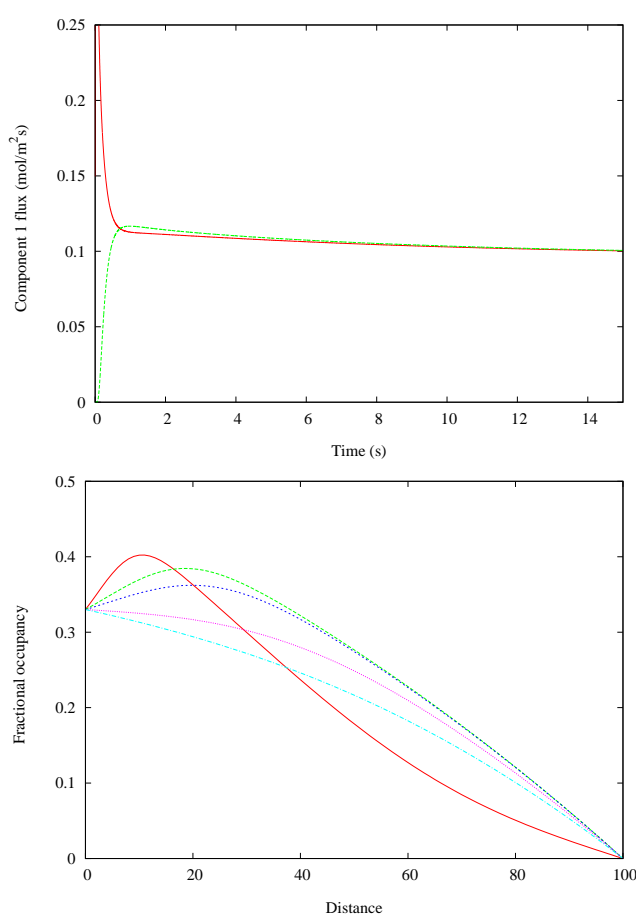 0.25
0.2
0.15
0.1
0.05
0
Component 1 flux (mol/m²s)
0 2 4 6 8 10 12 14
Time (s)
0.5
0.4
0.3
0.2
0.1
0
Fractional occupancy
0 20 40 60 80 100
Distance